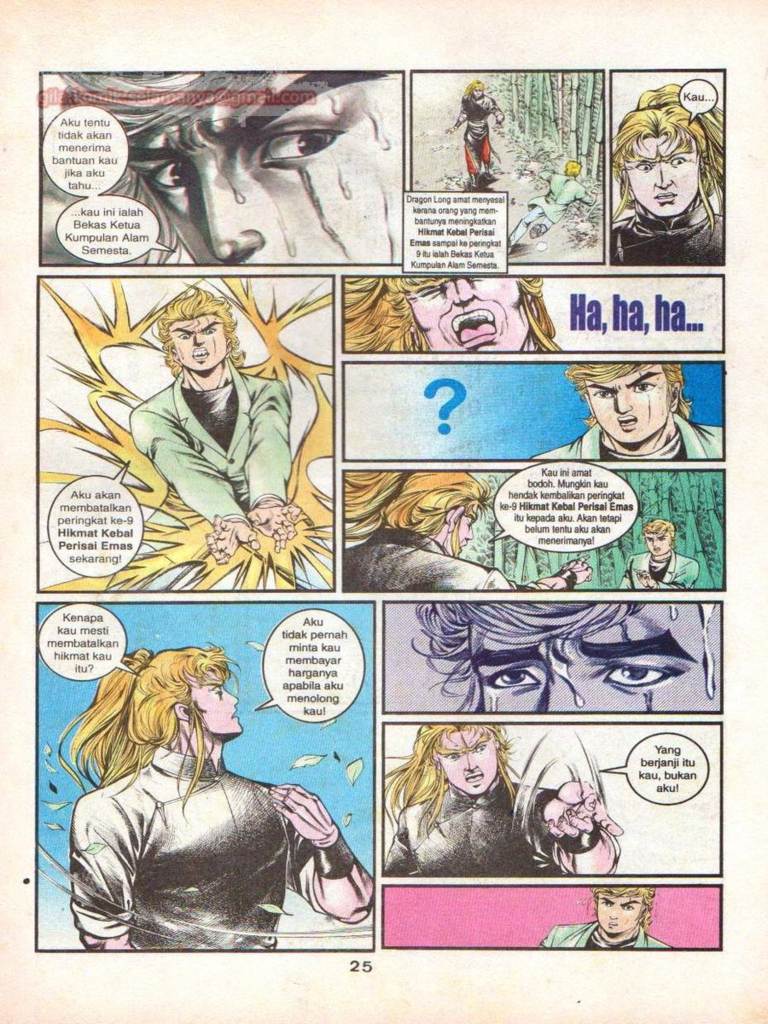 Aku tentu
tidak akan
menerima
bantuan kau
jika aku
tahu...
...kau ini ialah
Bekas Ketua
Kumpulan Alam
Semesta.
Dragon Long amat menyesal
kerana orang yang mem-
bantunya meningkatkan
Hikmat Kebal Perisai
Emas sampai ke peringkat
9 itu ialah Bekas Ketua
Kumpulan Alam Semesta.
Kau...
Aku akan
membatalkan
peringkat ke-9
Hikmat Kebal
Perisai Emas
sekarang!
Ha, ha, ha...
?
Kau ini amat
bodoh. Mungkin kau
hendak kembalikan peringkat
ke-9 Hikmat Kebal Perisai Emas
itu kepada aku. Akan tetapi
belum tentu aku akan
menerimanya!
Kenapa
kau mesti
membatalkan
hikmat kau
itu?
Aku
tidak pernah
minta kau
membayar
harganya
apabila aku
menolong
kau!
Yang
berjanji itu
kau, bukan
aku!
25